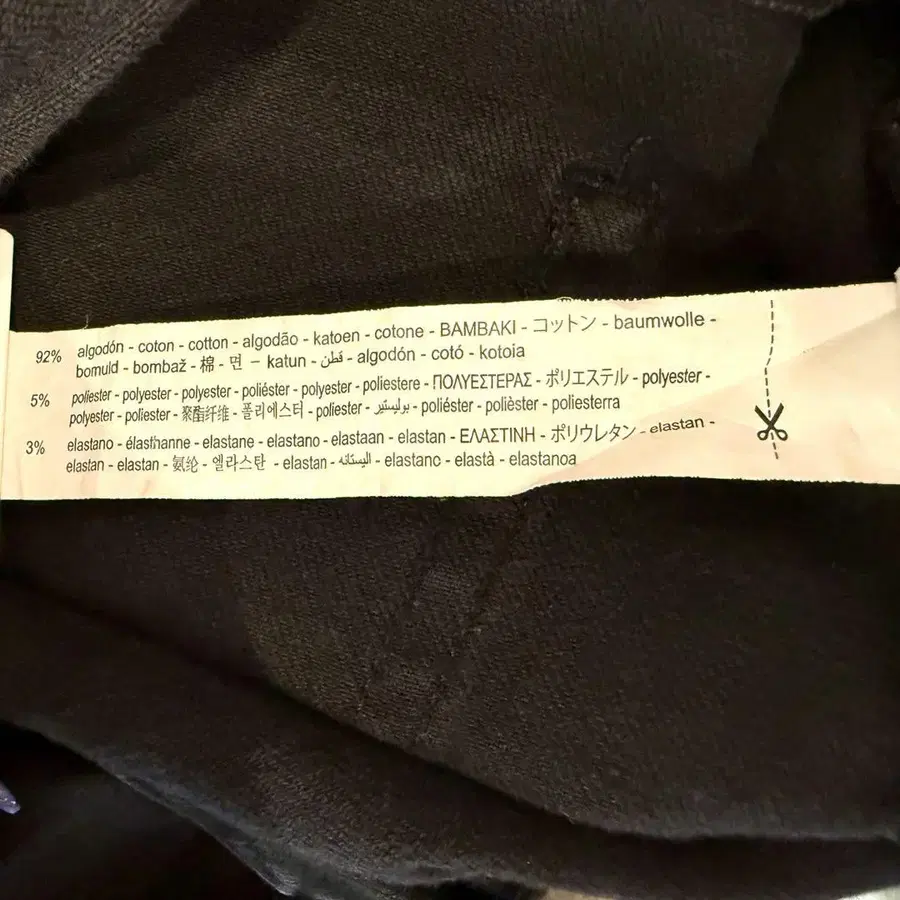 92% algodón - coton - cotton - algodão - katoen - cotone - BAMBAKI - コットン - baumwolle -
bomuld - bombaž - 棉 - 면 - katun - قطن - algodón - cotó - kotoia
5% poliester - polyester - polyester - poliéster - polyester - poliestere - ΠΟΛΥΕΣΤΕΡΑΣ - ポリエステル - polyester -
polyester - poliester - 聚酯纤维 - 폴리에스터 - poliester - بوليستير - poliéster - polièster - poliesterra
3% elastano - élasthanne - elastane - elastano - elastaan - elastan - ΕΛΑΣΤΙΝΗ - ポリウレタン - elastan -
elastan - elastan - 氨纶 - 엘라스탄 - elastan - اليستانه - elastano - elastà - elastanoa